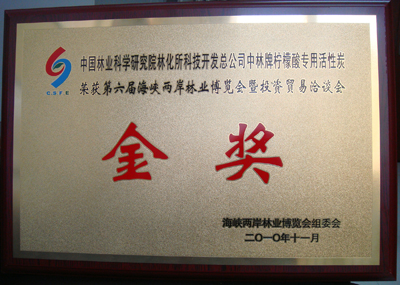 中国林业科学研究院林化所科技开发总公司中林牌柠檬酸专用活性炭
荣获第六届海峡两岸林业博览会暨投资贸易洽谈会
金奖
海峡两岸林业博览会组委会
二〇一〇年十一月